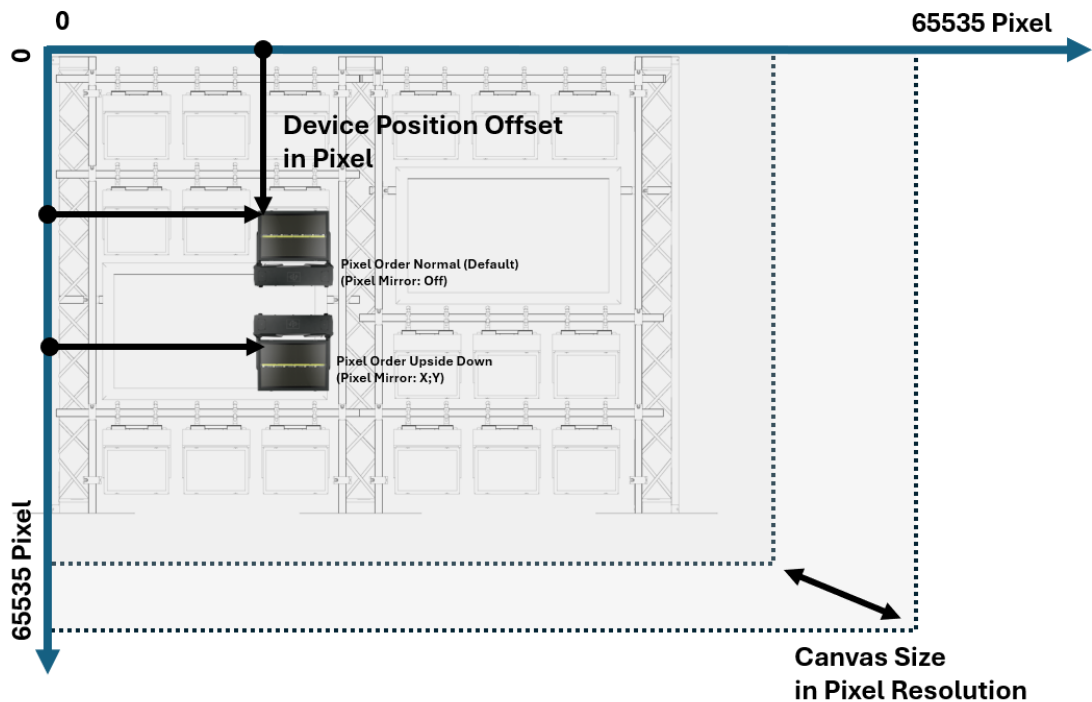 0
65535 Pixel
0
Device Position Offset
in Pixel
Pixel Order Normal (Default)
(Pixel Mirror: Off)
Pixel Order Upside Down
(Pixel Mirror: X;Y)
65535 Pixel
Canvas Size
in Pixel Resolution